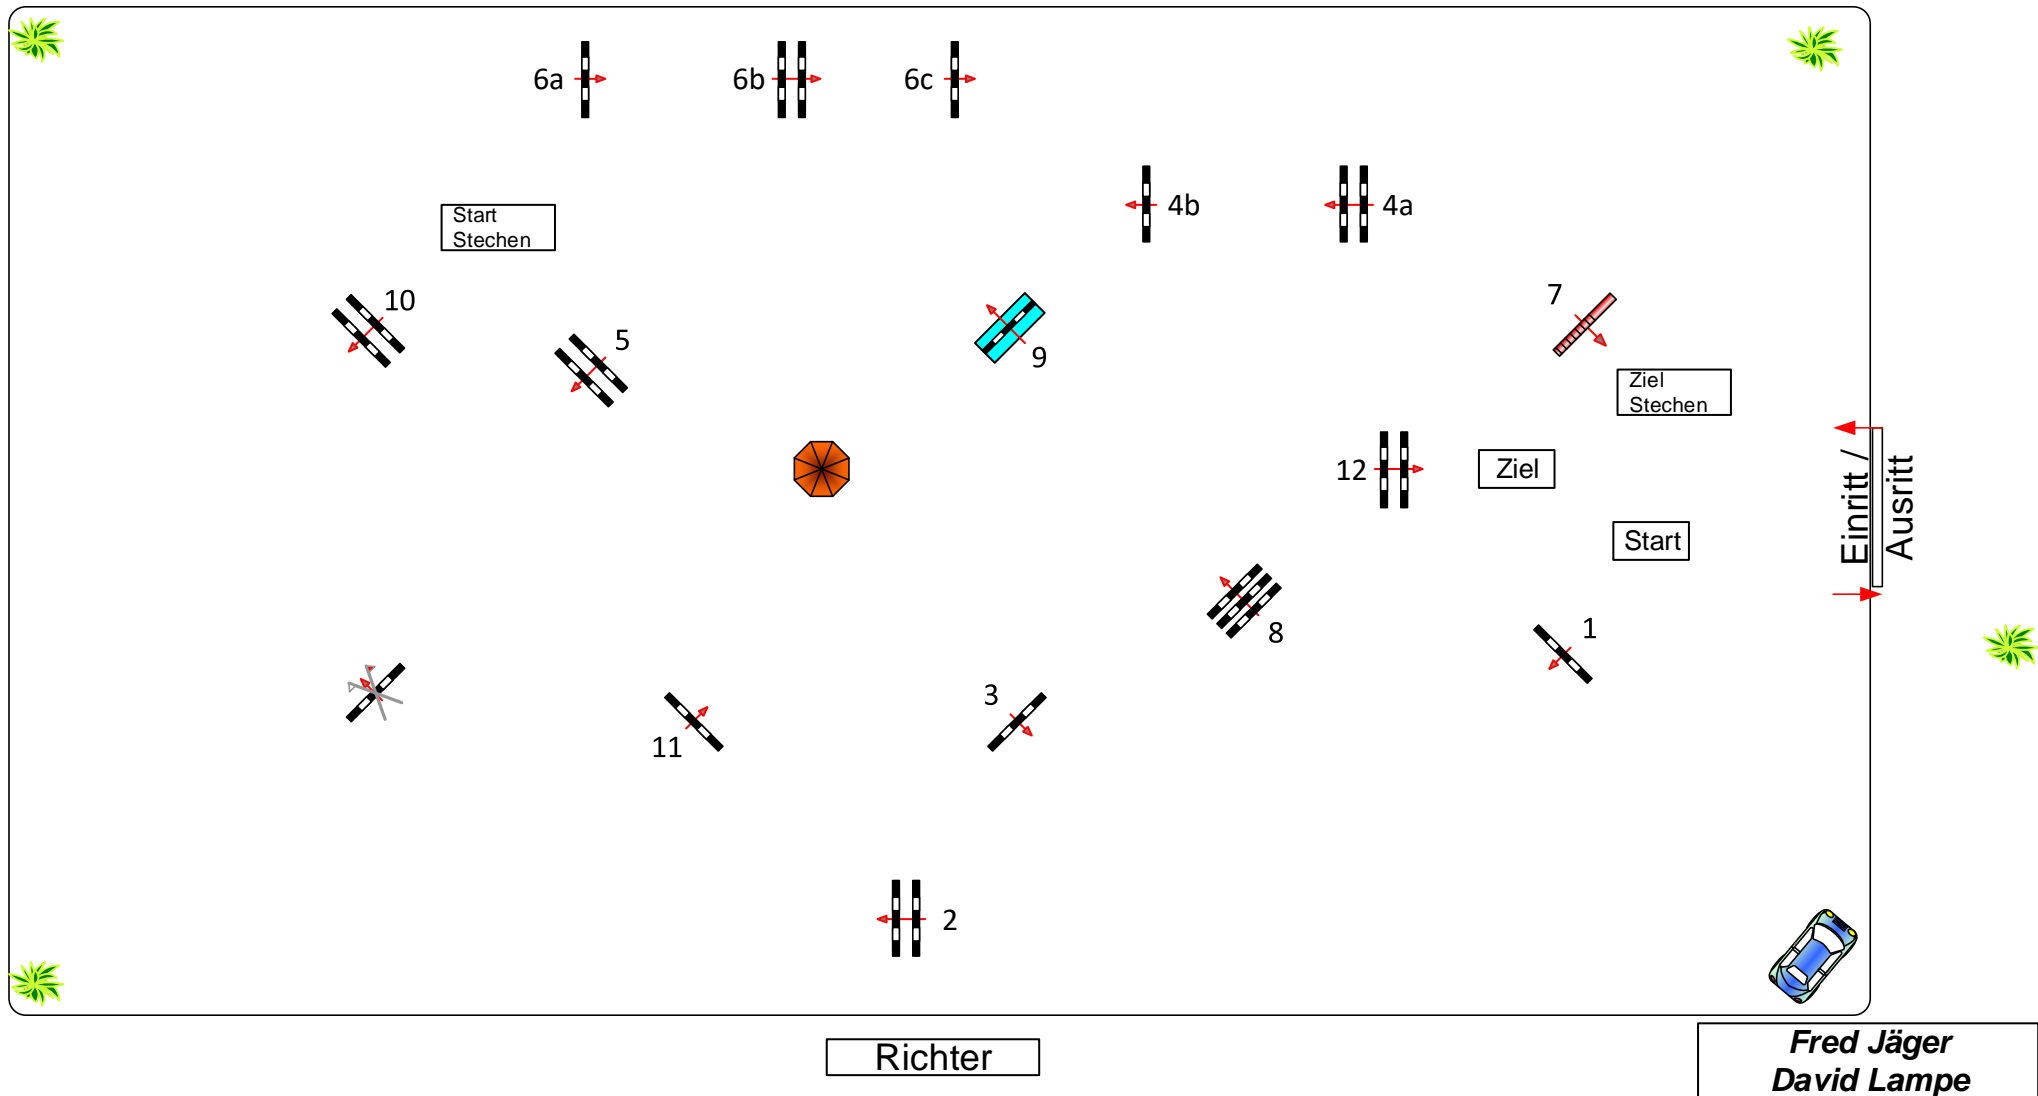 6a
6b
6c
4b
4a
Start
Stechen
10
5
9
7
Ziel
Stechen
12
Ziel
Start
Einritt /
Ausritt
8
1
3
11
2
Richter
Fred Jäger
David Lampe